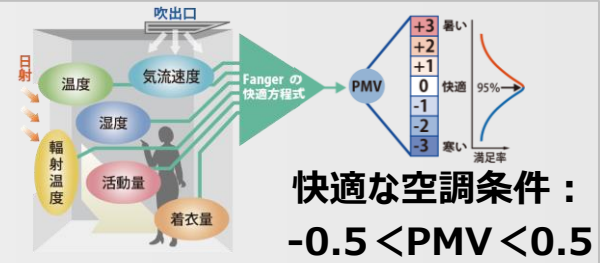 吹出口
日射
温度
気流速度
湿度
輻射温度
活動量
着衣量
Fanger の
快適方程式
PMV
+3
+2
+1
0
-1
-2
-3
暑い
快適
寒い
95%
満足率
快適な空調条件：
-0.5＜PMV＜0.5